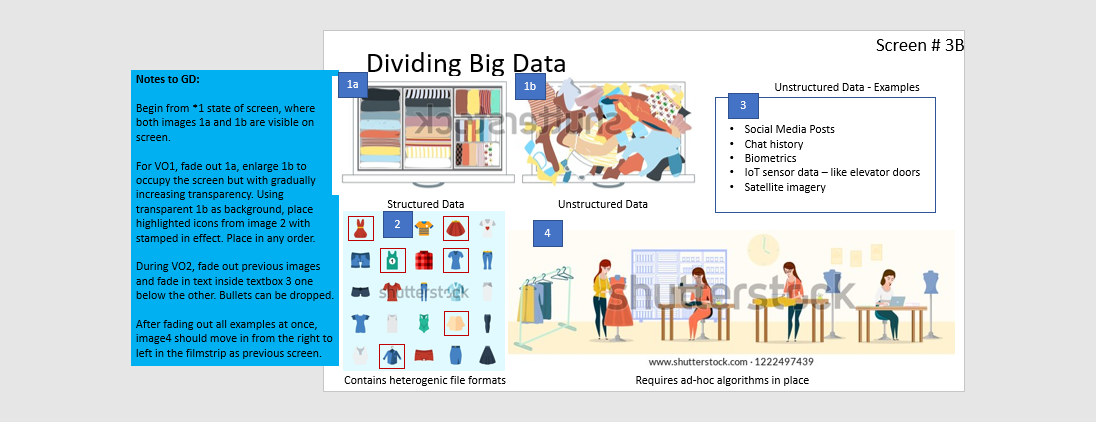 Screen # 3B
Dividing Big Data
Notes to GD:
Begin from *1 state of screen, where
both images 1a and 1b are visible on
screen.
For VO1, fade out 1a, enlarge 1b to
occupy the screen but with gradually
increasing transparency. Using
transparent 1b as background, place
highlighted icons from image 2 with
stamped in effect. Place in any order.
During VO2, fade out previous images
and fade in text inside textbox 3 one
below the other. Bullets can be dropped.
After fading out all examples at once,
image4 should move in from the right to
left in the filmstrip as previous screen.
1a
1b
shutterstock
Structured Data
Unstructured Data
Unstructured Data - Examples
3
• Social Media Posts
• Chat history
• Biometrics
• IoT sensor data – like elevator doors
• Satellite imagery
2
shutterstock
Contains heterogenic file formats
4
shutterstock
www.shutterstock.com · 1222497439
Requires ad-hoc algorithms in place